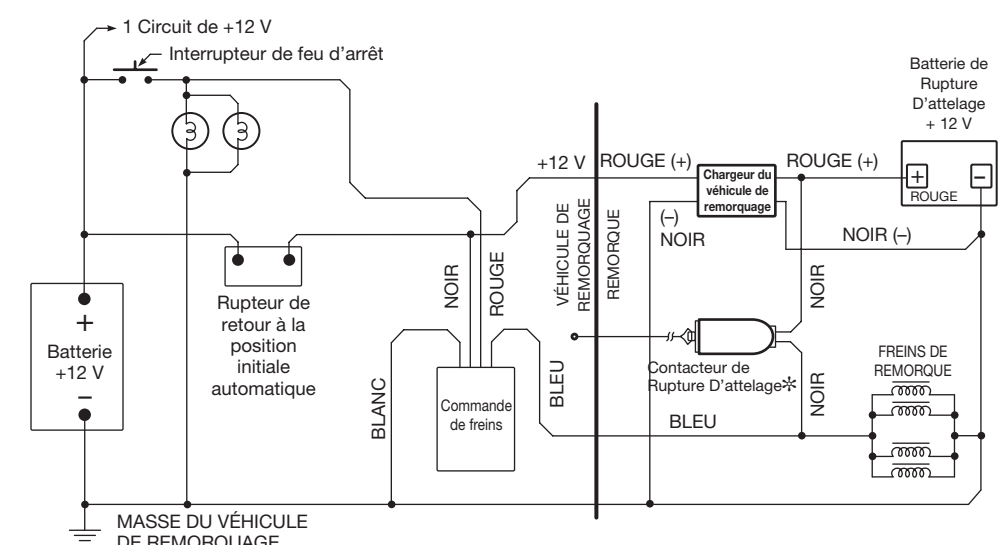 1 Circuit de +12 V
Interrupteur de feu d'arrêt
Batterie de
Rupture
D'attelage
+ 12 V
+12 V
ROUGE (+)
Chargeur du
véhicule de
remorquage
ROUGE (+)
+
–
ROUGE
(–)
NOIR
NOIR (–)
VÉHICULE DE
REMORQUAGE
REMORQUE
NOIR
ROUGE
NOIR
Rupteur de
retour à la
position
initiale
automatique
+
Batterie
+12 V
–
BLANC
Commande
de freins
BLEU
Contacteur de
Rupture D'attelage*
NOIR
BLEU
FREINS DE
REMORQUE
MASSE DU VÉHICULE
DE REMORQUAGE